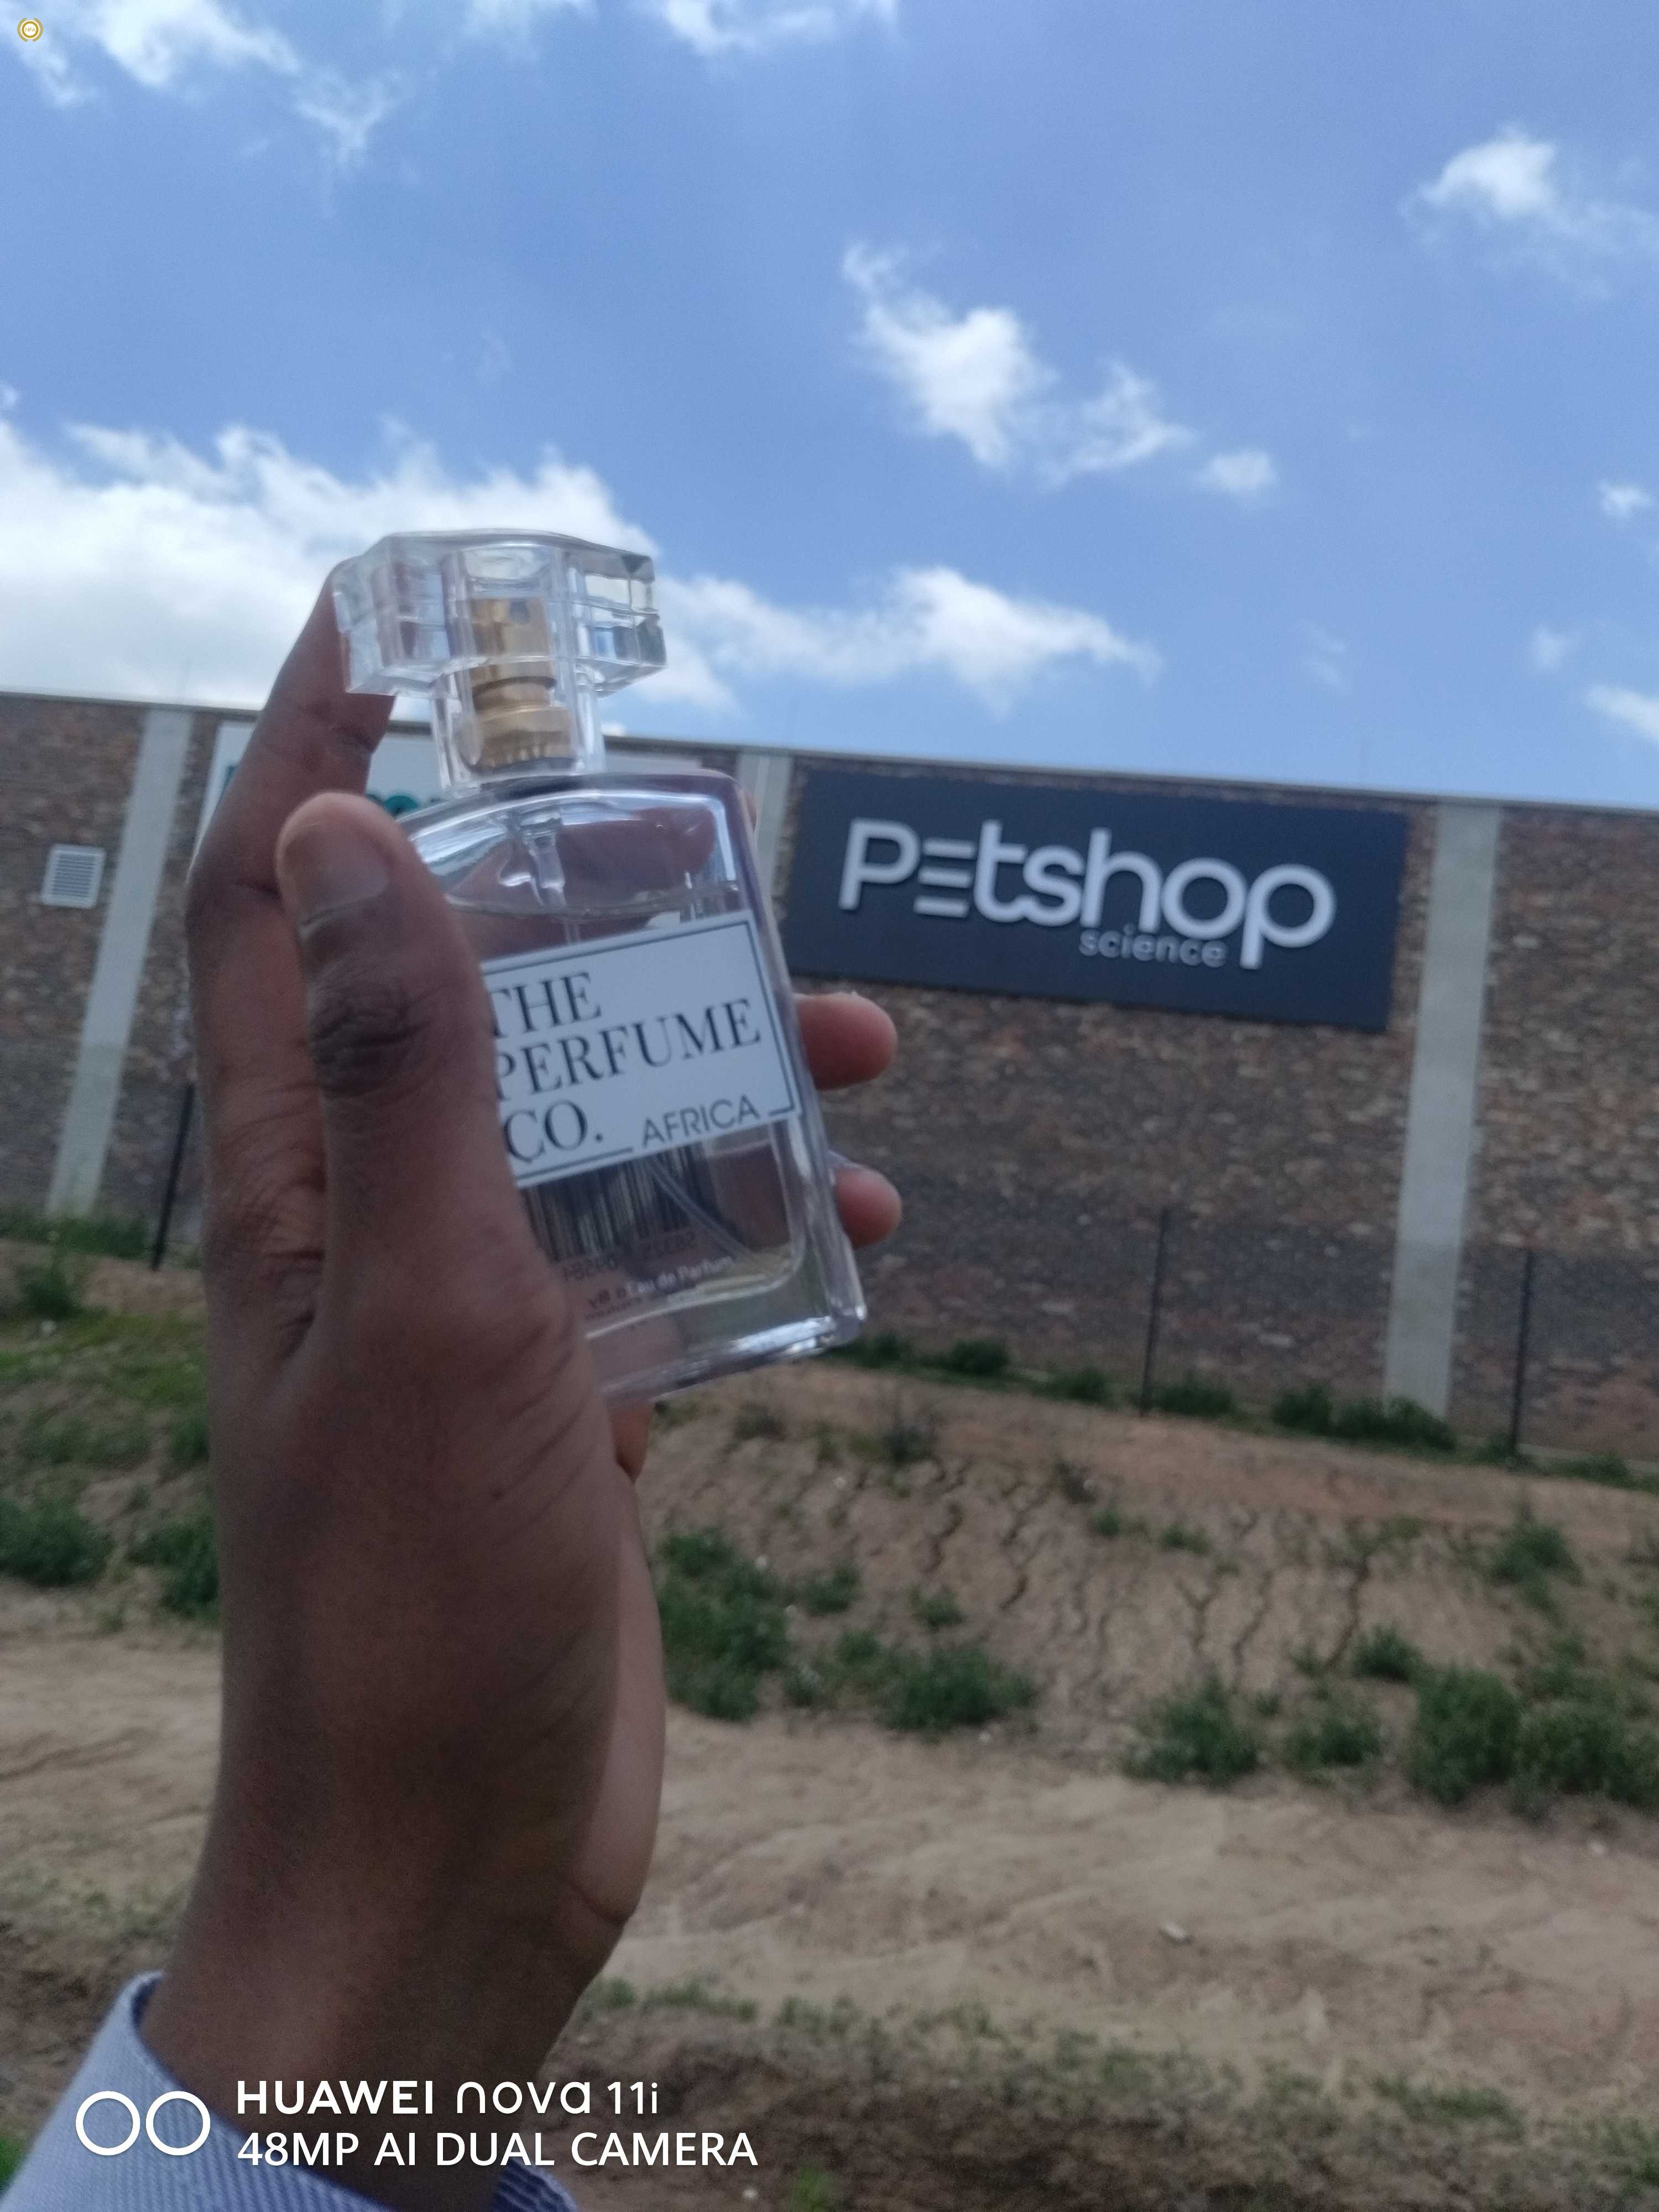 THE
PERFUME
CO. AFRICA
Eau de Parfum
Petshop
science
HUAWEI nova 11i
48MP AI DUAL CAMERA